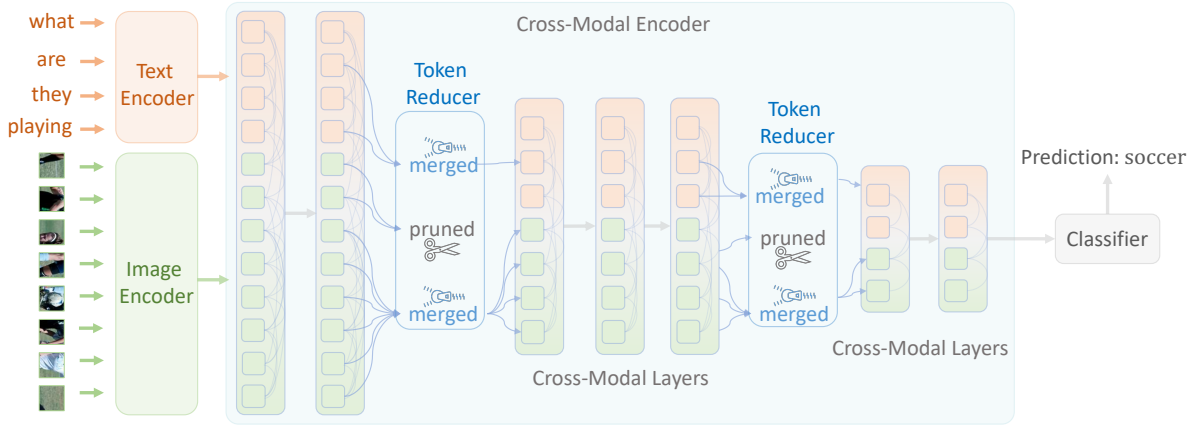 what
are
they
playing
Text
Encoder
Image
Encoder
Cross-Modal Encoder
Token
Reducer
merged
pruned
merged
Cross-Modal Layers
Token
Reducer
merged
pruned
merged
Cross-Modal Layers
Prediction: soccer
Classifier